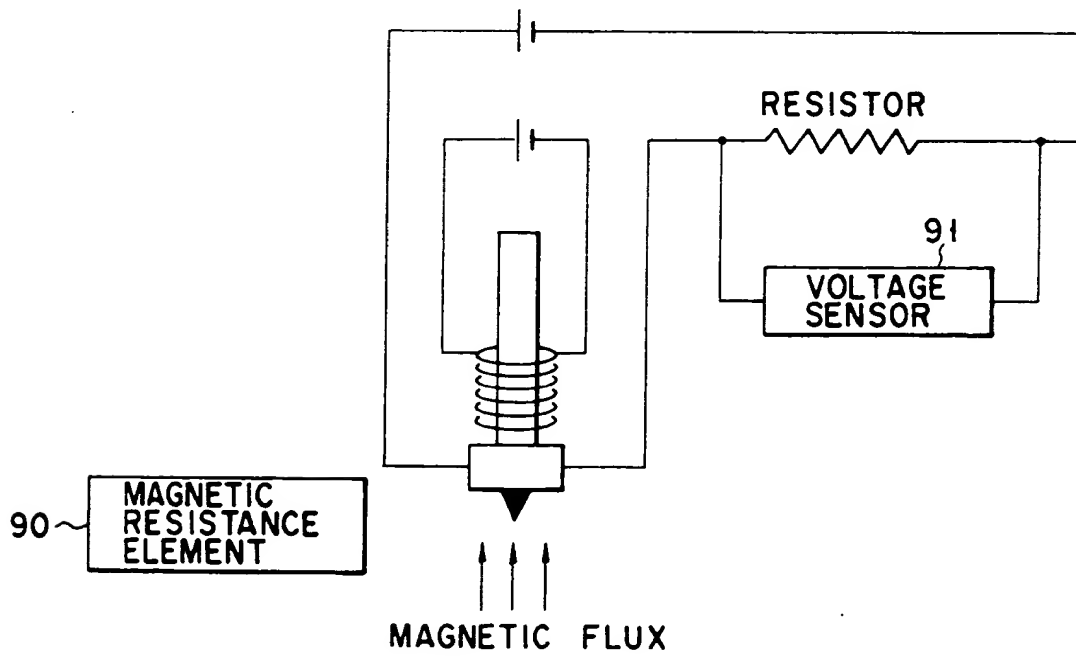 RESISTOR
91
VOLTAGE
SENSOR
90
MAGNETIC
RESISTANCE
ELEMENT
MAGNETIC FLUX